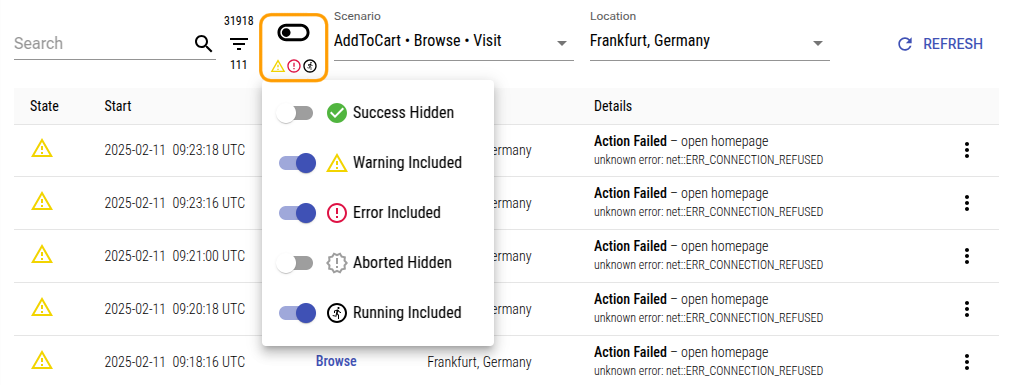 31918
Search
111
Scenario
AddToCart • Browse • Visit
Location
Frankfurt, Germany
REFRESH
State
Start
Details
Success Hidden
Warning Included
Error Included
Aborted Hidden
Running Included
2025-02-11 09:23:18 UTC
ermany
Action Failed – open homepage
unknown error: net::ERR_CONNECTION_REFUSED
2025-02-11 09:23:16 UTC
ermany
Action Failed – open homepage
unknown error: net::ERR_CONNECTION_REFUSED
2025-02-11 09:21:00 UTC
ermany
Action Failed – open homepage
unknown error: net::ERR_CONNECTION_REFUSED
2025-02-11 09:20:18 UTC
ermany
Action Failed – open homepage
unknown error: net::ERR_CONNECTION_REFUSED
2025-02-11 09:18:16 UTC
Browse
Frankfurt, Germany
Action Failed – open homepage
unknown error: net::ERR_CONNECTION_REFUSED